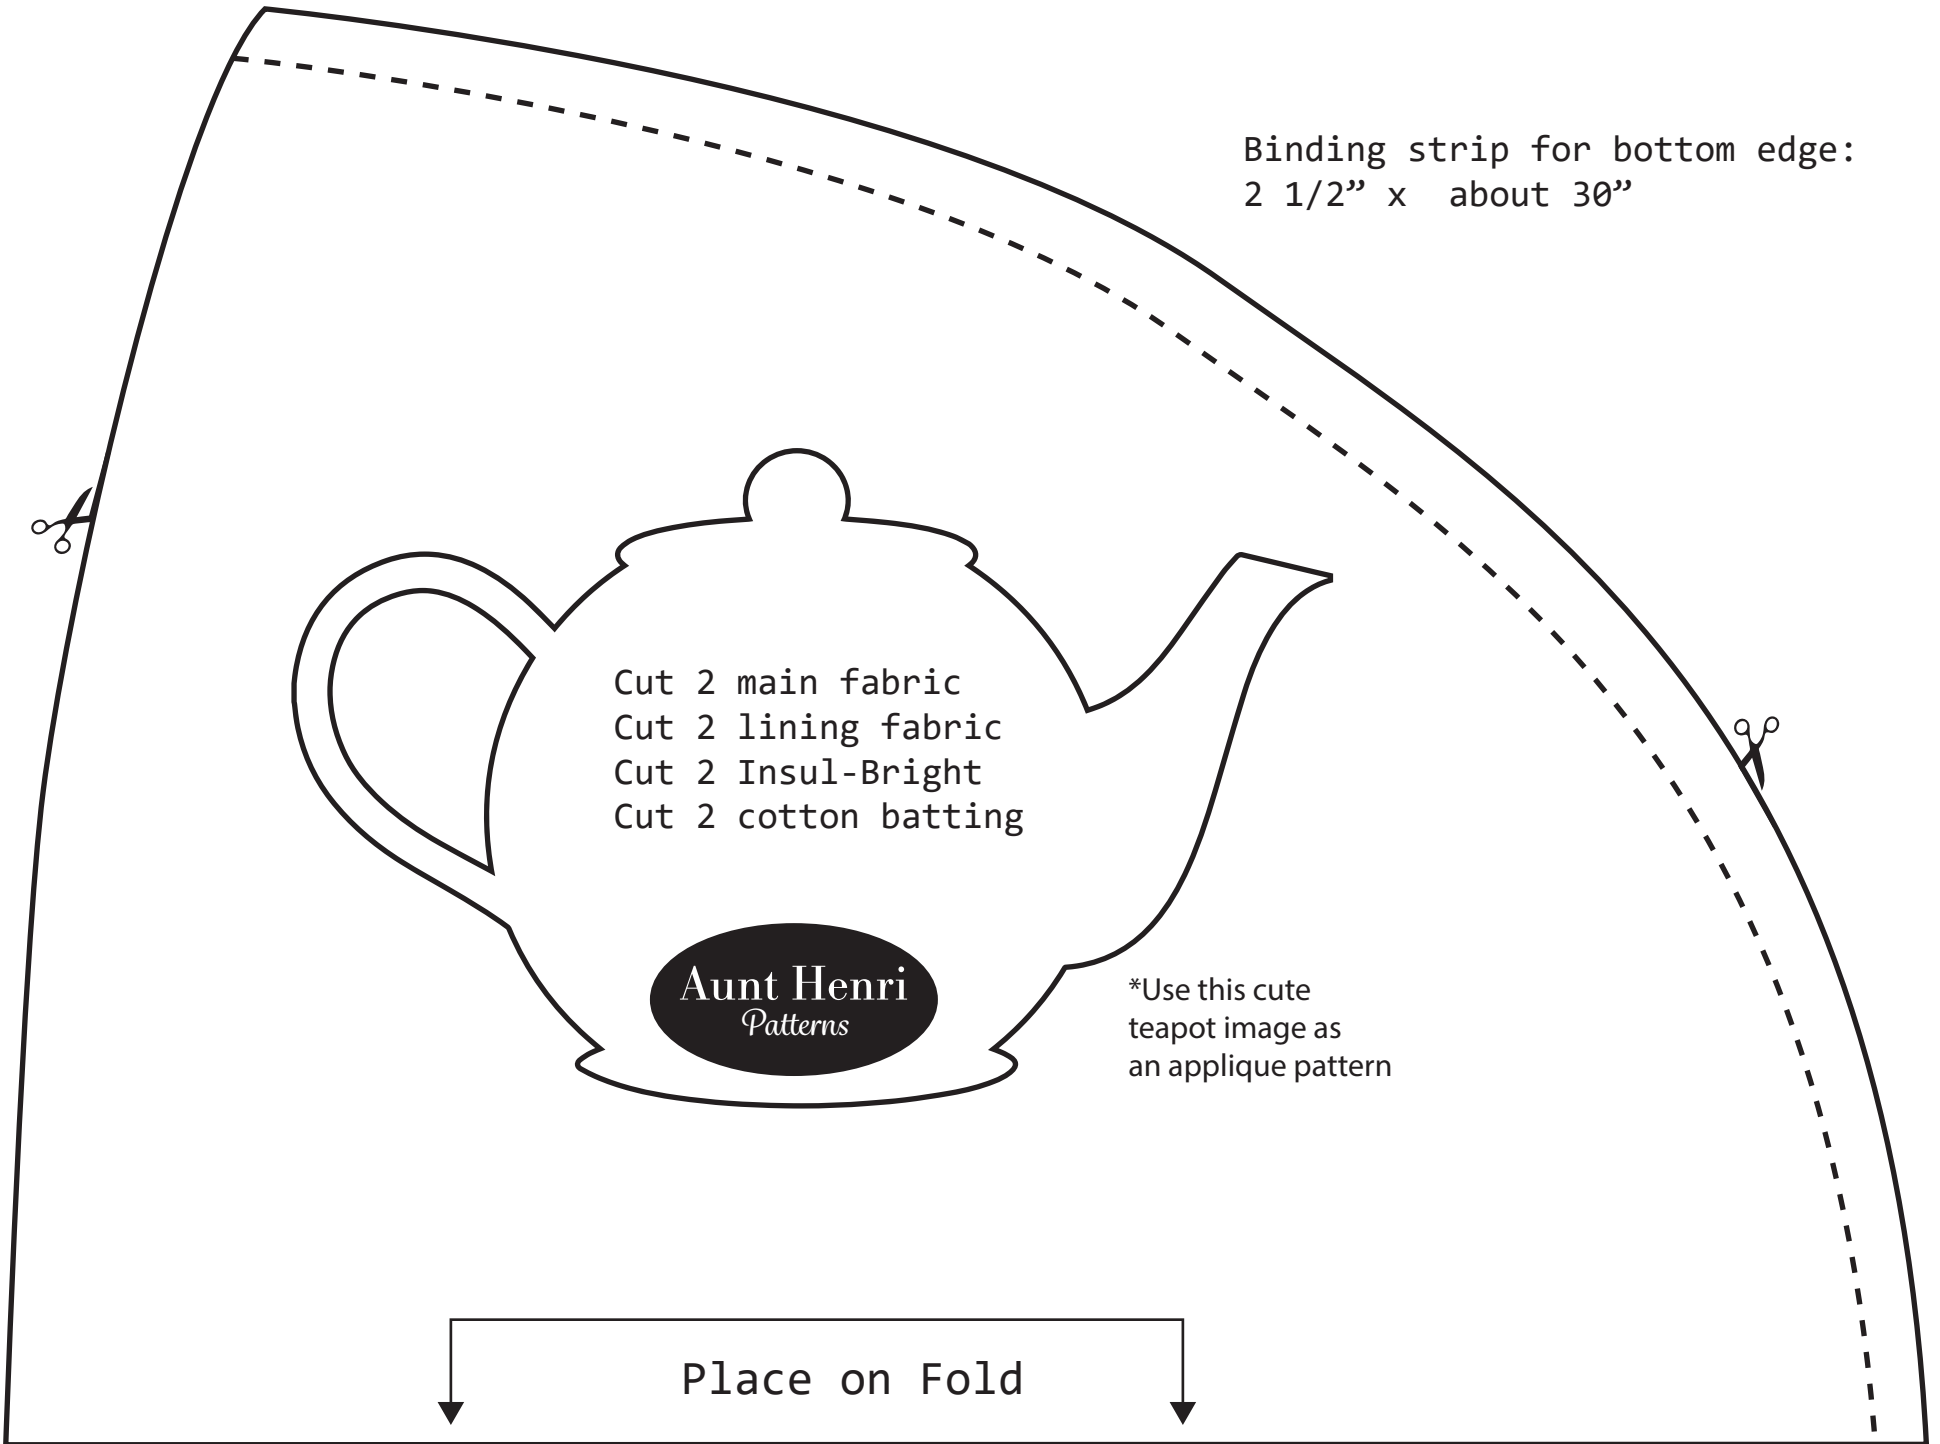 Binding strip for bottom edge:
2 1/2” x about 30”
Cut 2 main fabric
Cut 2 lining fabric
Cut 2 Insul-Bright
Cut 2 cotton batting
Aunt Henri
Patterns
*Use this cute
teapot image as
an applique pattern
Place on Fold